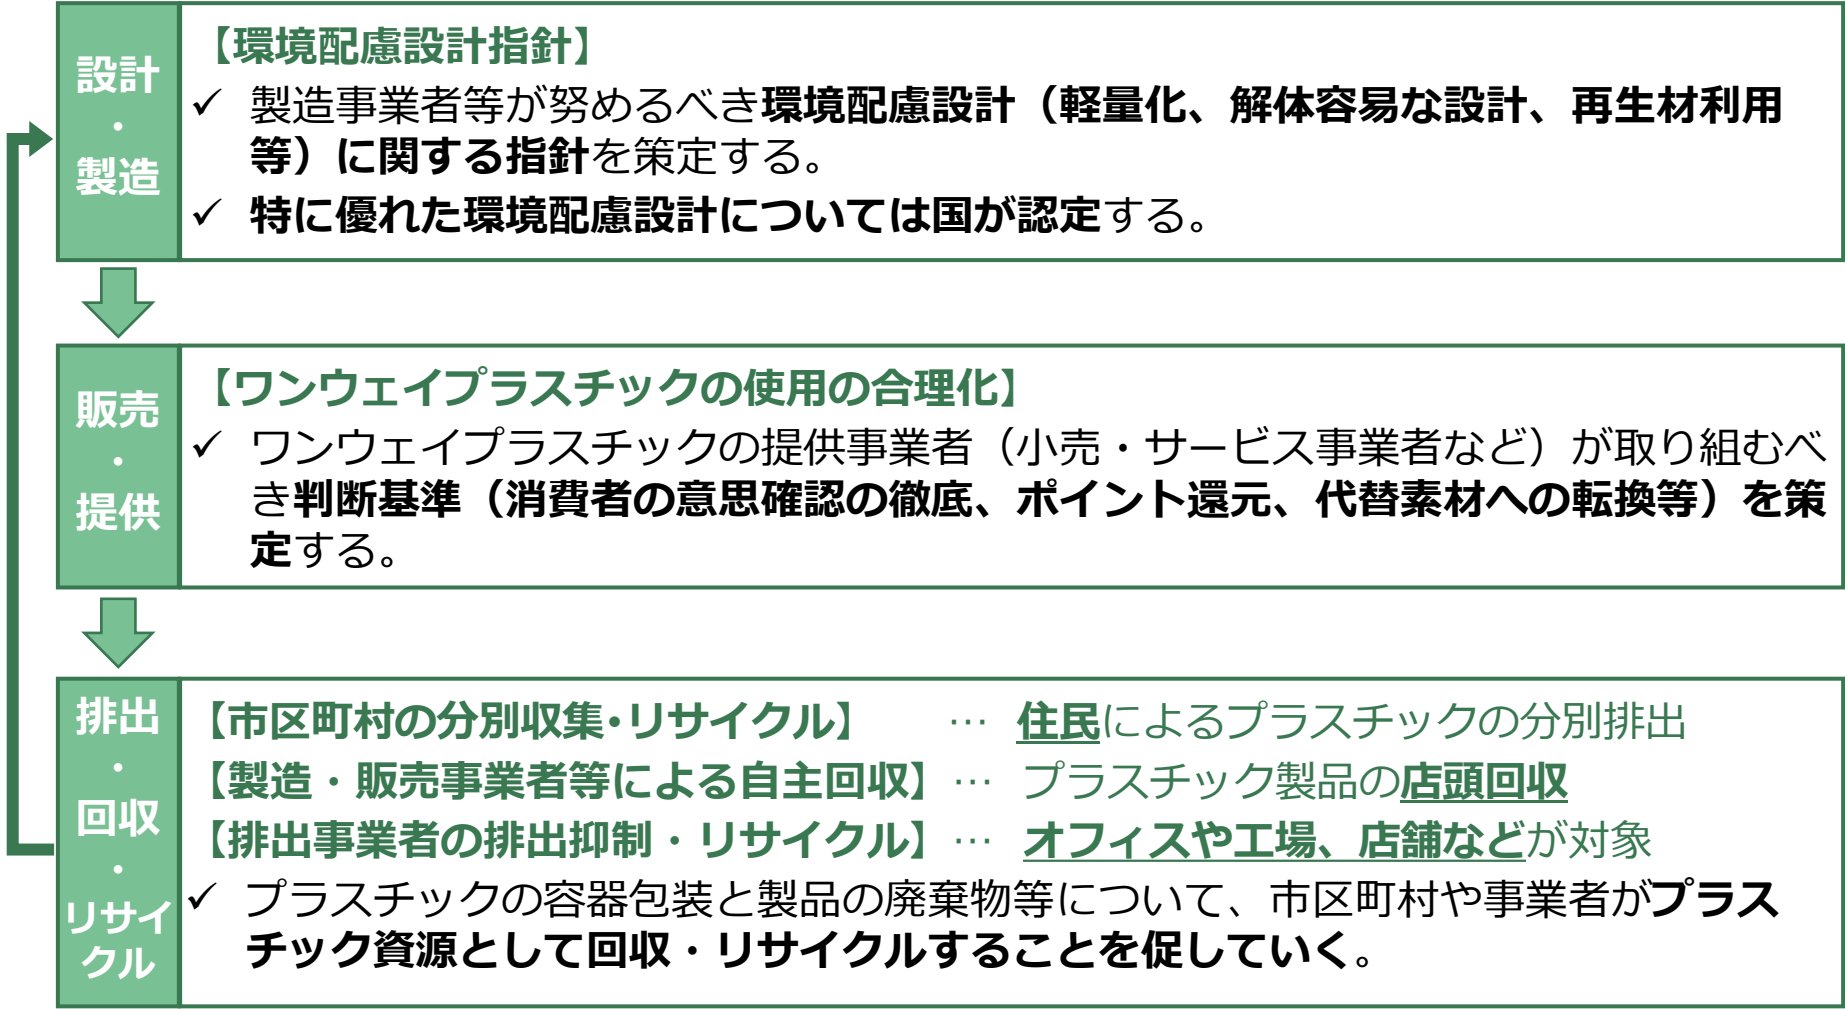 設計
・
製造
【環境配慮設計指針】
✓ 製造事業者等が努めるべき環境配慮設計（軽量化、解体容易な設計、再生材利用
等）に関する指針を策定する。
✓ 特に優れた環境配慮設計については国が認定する。
販売
・
提供
【ワンウェイプラスチックの使用の合理化】
✓ ワンウェイプラスチックの提供事業者（小売・サービス事業者など）が取り組むべ
き判断基準（消費者の意思確認の徹底、ポイント還元、代替素材への転換等）を策
定する。
排出
・
回収
・
リサイ
クル
【市区町村の分別収集・リサイクル】 … 住民によるプラスチックの分別排出
【製造・販売事業者等による自主回収】… プラスチック製品の店頭回収
【排出事業者の排出抑制・リサイクル】… オフィスや工場、店舗などが対象
✓ プラスチックの容器包装と製品の廃棄物等について、市区町村や事業者がプラス
チック資源として回収・リサイクルすることを促していく。